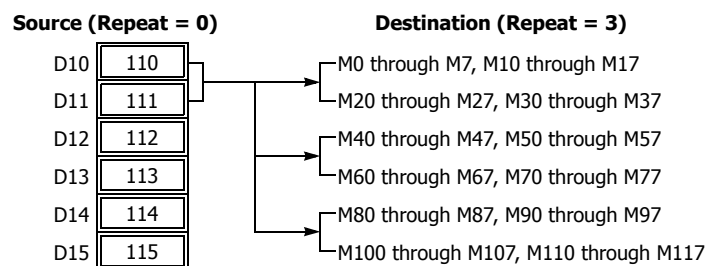 Source (Repeat = 0) Destination (Repeat = 3)
D10 110 M0 through M7, M10 through M17
D11 111 M20 through M27, M30 through M37
D12 112 M40 through M47, M50 through M57
D13 113 M60 through M67, M70 through M77
D14 114 M80 through M87, M90 through M97
D15 115 M100 through M107, M110 through M117